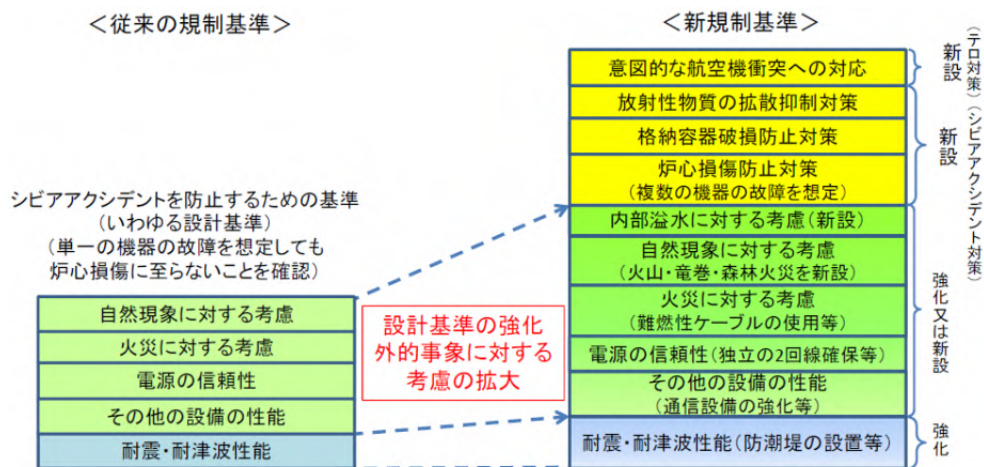 <従来の規制基準>
シビアアクシデントを防止するための基準
(いわゆる設計基準)
(単一の機器の故障を想定しても
炉心損傷に至らないことを確認)
自然現象に対する考慮
火災に対する考慮
電源の信頼性
その他の設備の性能
耐震・耐津波性能
設計基準の強化
外的事象に対する
考慮の拡大
<新規制基準>
意図的な航空機衝突への対応
放射性物質の拡散抑制対策
格納容器破損防止対策
炉心損傷防止対策
(複数の機器の故障を想定)
内部溢水に対する考慮(新設)
自然現象に対する考慮
(火山・竜巻・森林火災を新設)
火災に対する考慮
(難燃性ケーブルの使用等)
電源の信頼性(独立の2回線確保等)
その他の設備の性能
(通信設備の強化等)
耐震・耐津波性能(防潮堤の設置等)
新設
(テロ対策)
新設
(シビアアクシデント対策)
強化又は新設
強化